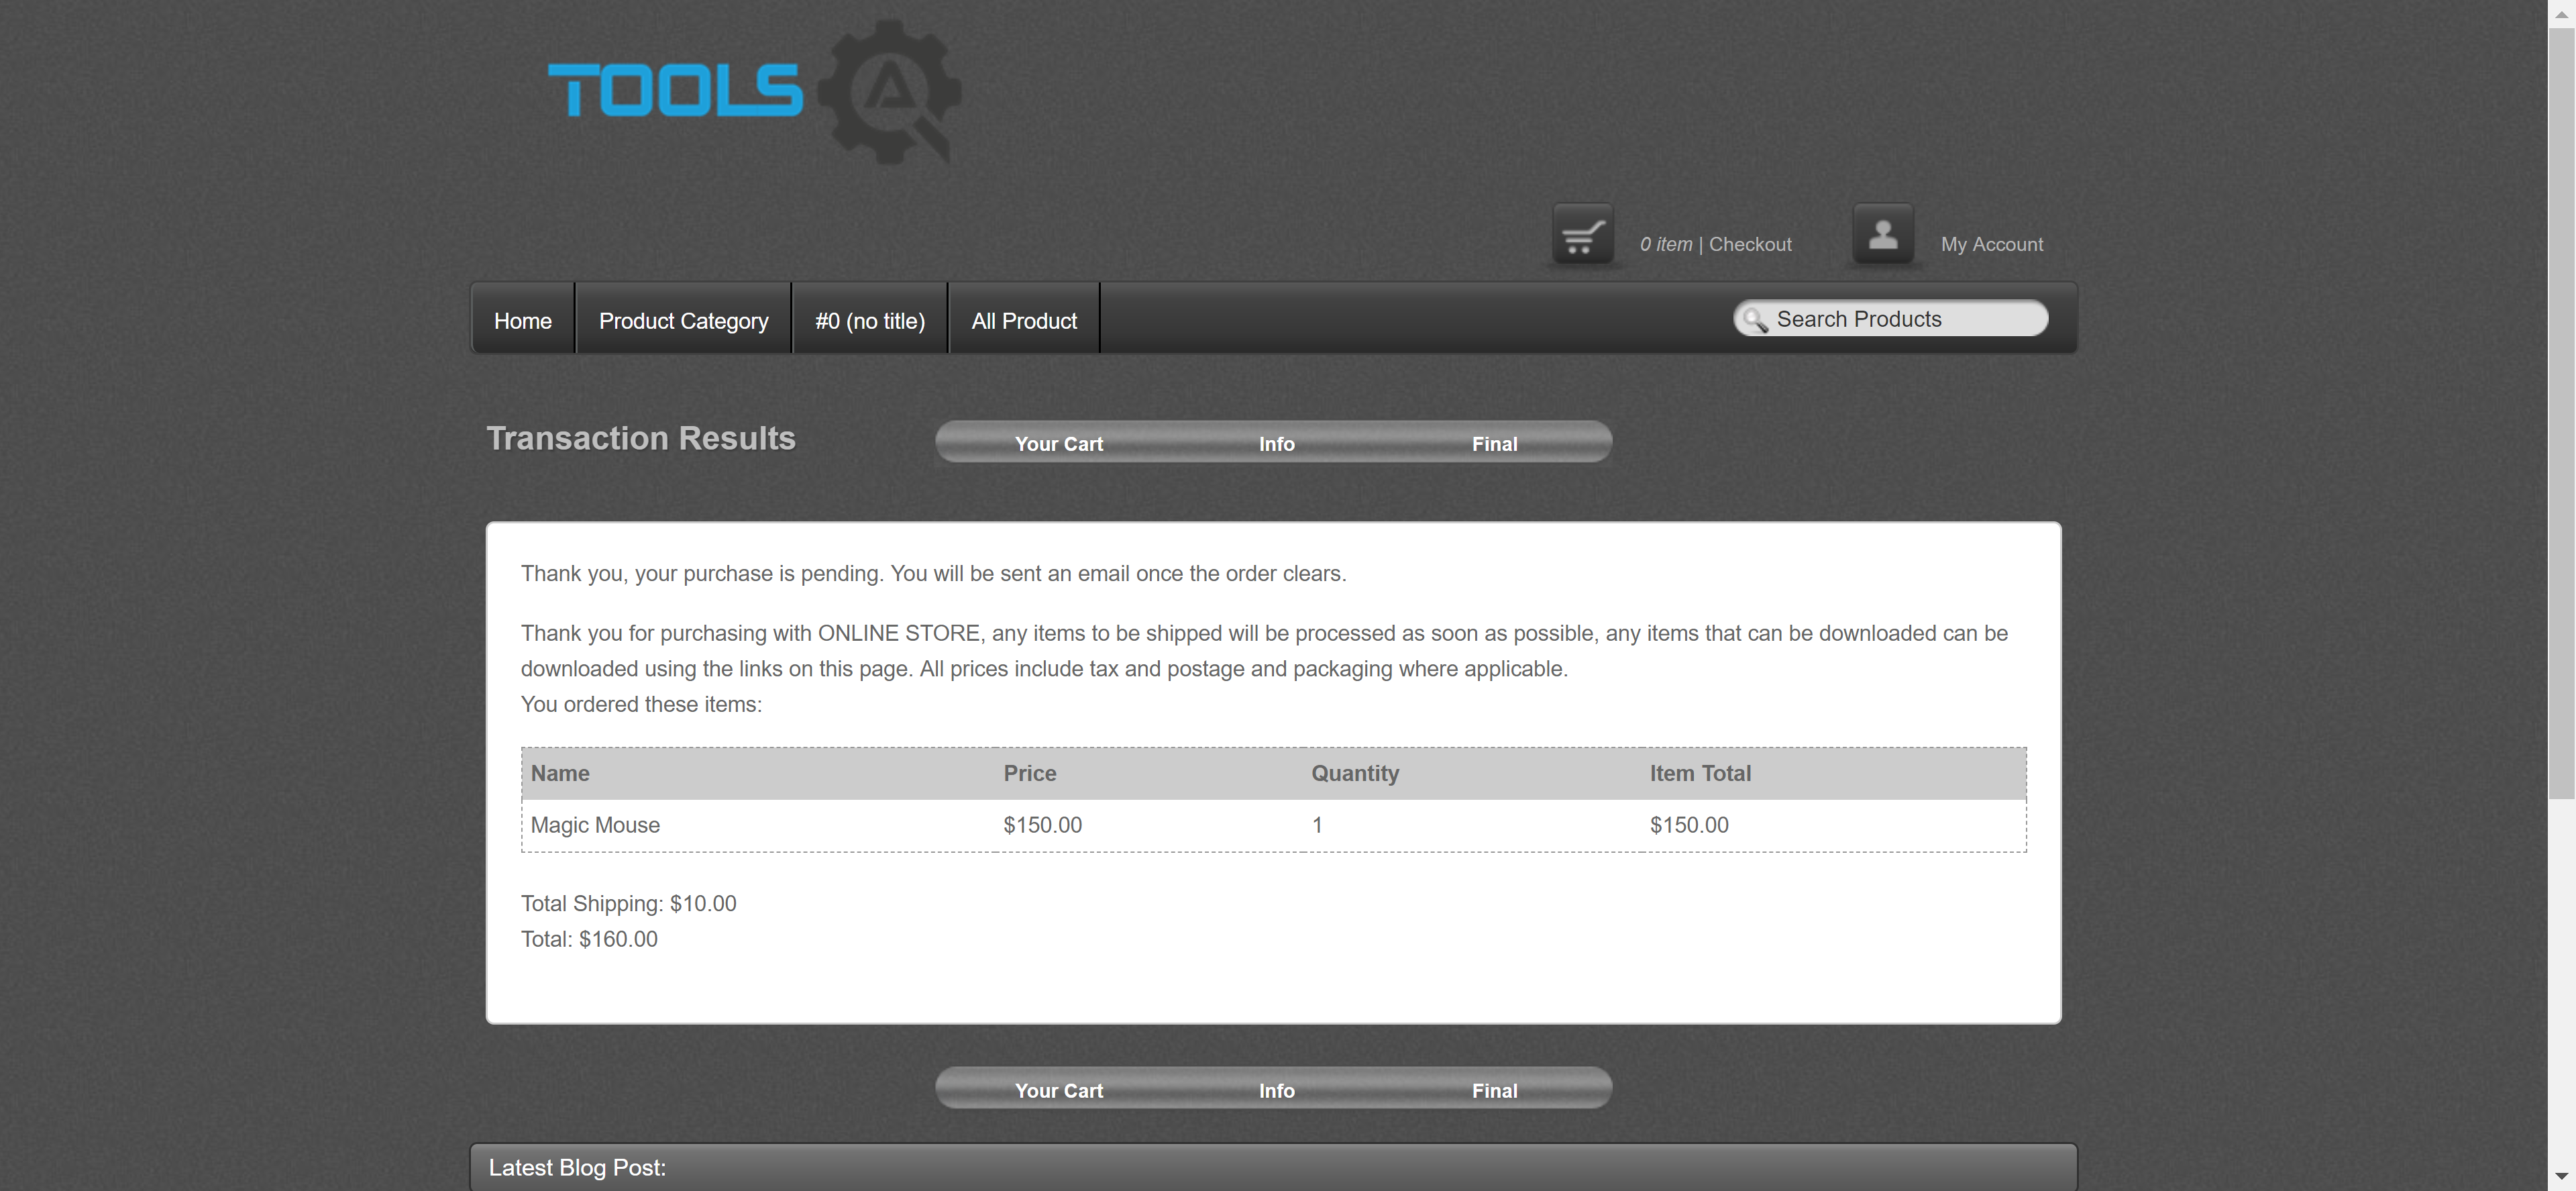 TOOLS QA
0 item | Checkout
My Account
Home
Product Category
#0 (no title)
All Product
Search Products
Transaction Results
Your Cart
Info
Final
Thank you, your purchase is pending. You will be sent an email once the order clears.
Thank you for purchasing with ONLINE STORE, any items to be shipped will be processed as soon as possible, any items that can be downloaded can be
downloaded using the links on this page. All prices include tax and postage and packaging where applicable.
You ordered these items:
Name Price Quantity Item Total
Magic Mouse $150.00 1 $150.00
Total Shipping: $10.00
Total: $160.00
Your Cart
Info
Final
Latest Blog Post: